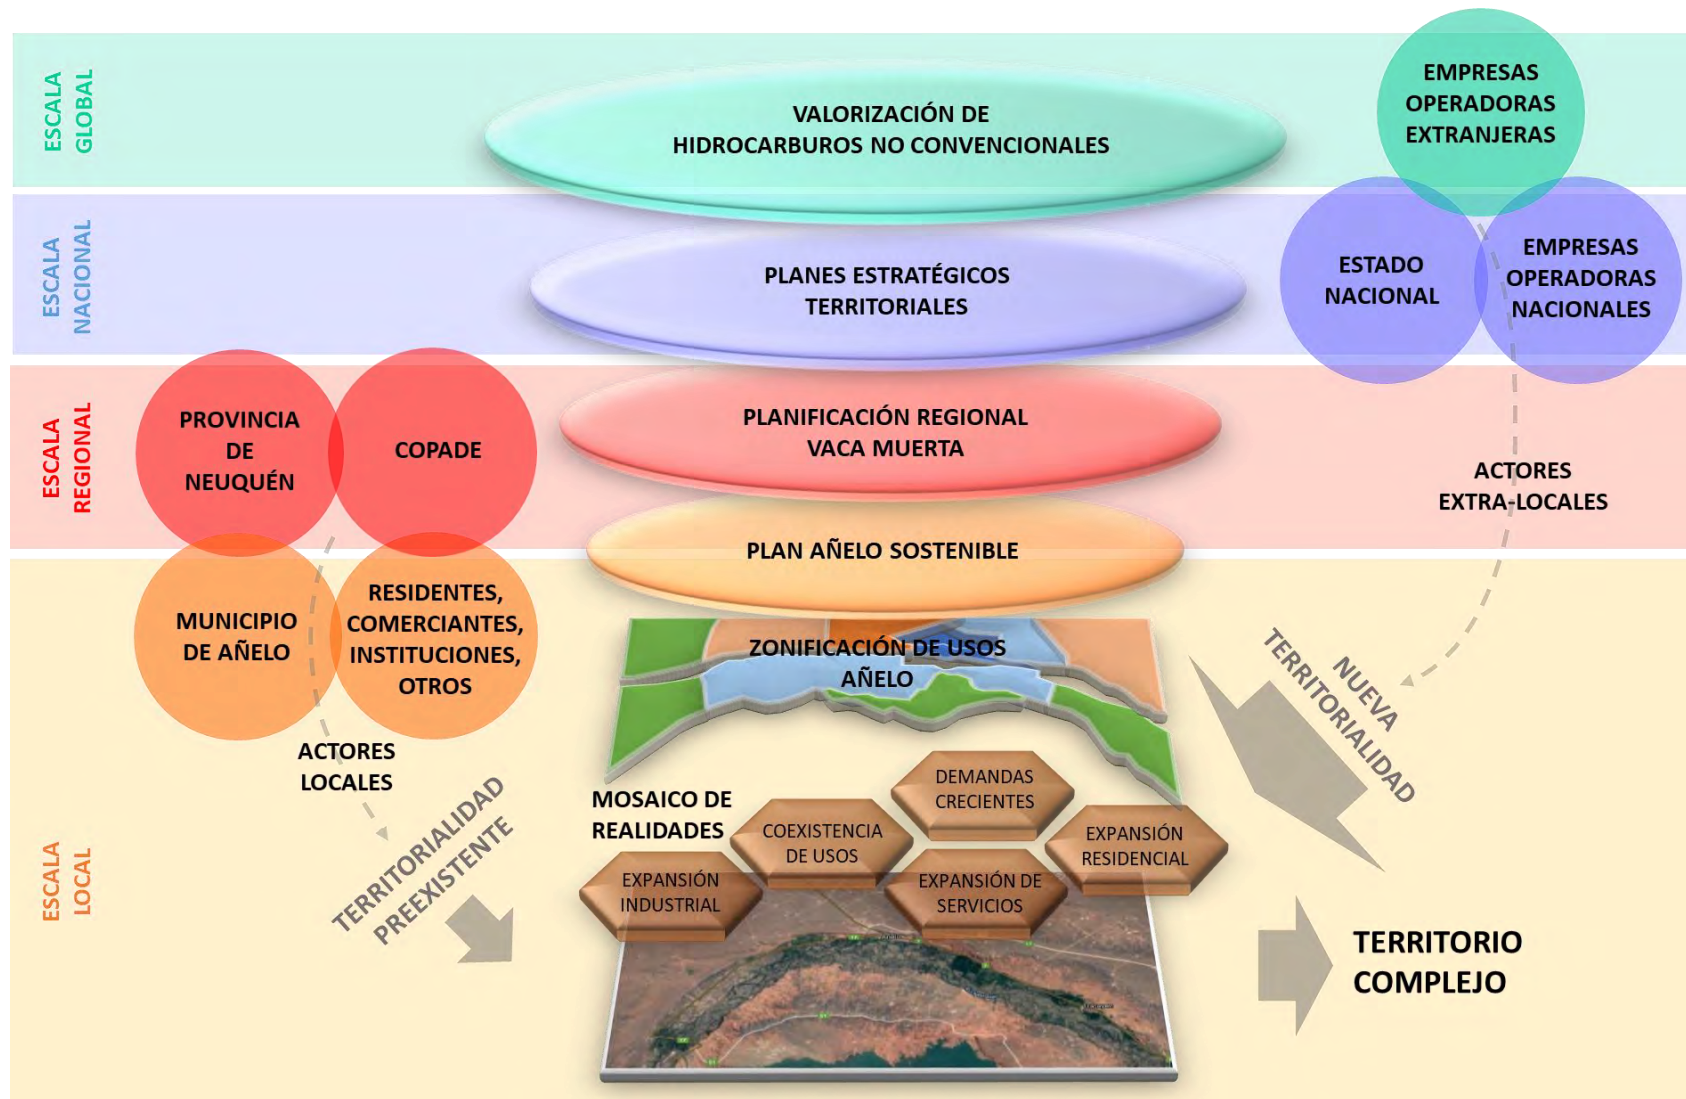 ESCALA
GLOBAL
VALORIZACIÓN DE
HIDROCARBUROS NO CONVENCIONALES
EMPRESAS
OPERADORAS
EXTRANJERAS
ESCALA
NACIONAL
PLANES ESTRATÉGICOS
TERRITORIALES
ESTADO
NACIONAL
EMPRESAS
OPERADORAS
NACIONALES
ESCALA
REGIONAL
PROVINCIA
DE
NEUQUÉN
COPADE
PLANIFICACIÓN REGIONAL
VACA MUERTA
ACTORES
EXTRA-LOCALES
PLAN AÑELO SOSTENIBLE
ESCALA
LOCAL
MUNICIPIO
DE AÑELO
RESIDENTES,
COMERCIANTES,
INSTITUCIONES,
OTROS
ACTORES
LOCALES
TERRITORIALIDAD
PREEXISTENTE
ZONIFICACIÓN DE USOS
AÑELO
NUEVA
TERRITORIALIDAD
MOSAICO DE
REALIDADES
DEMANDAS
CRECIENTES
COEXISTENCIA
DE USOS
EXPANSIÓN
RESIDENCIAL
EXPANSIÓN
INDUSTRIAL
EXPANSIÓN DE
SERVICIOS
TERRITORIO
COMPLEJO